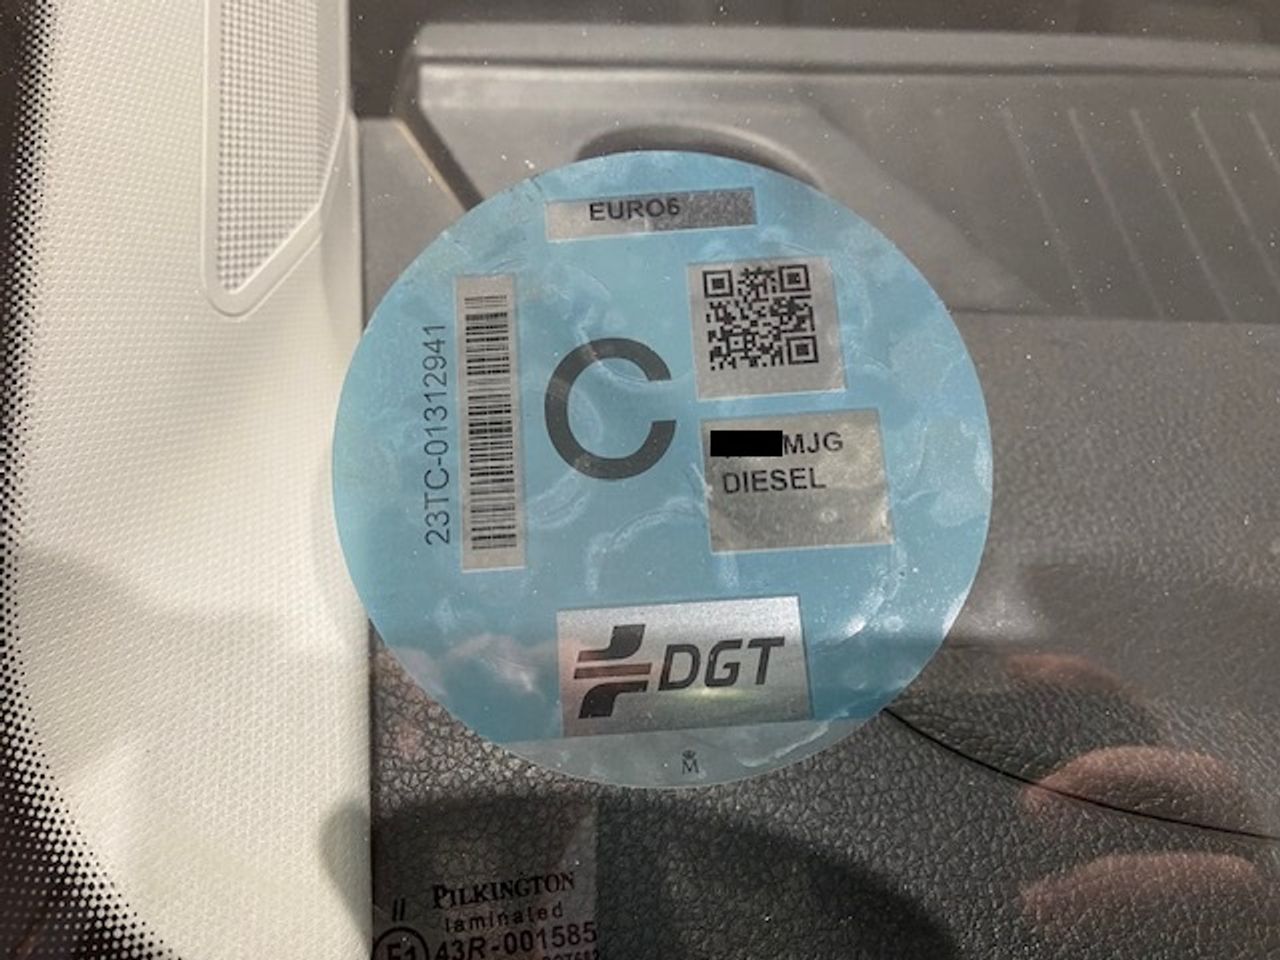 EURO6
23TC-01312941
C
MJG
DIESEL
DGT
M
PILKINGTON
laminated
E1 43R-001585